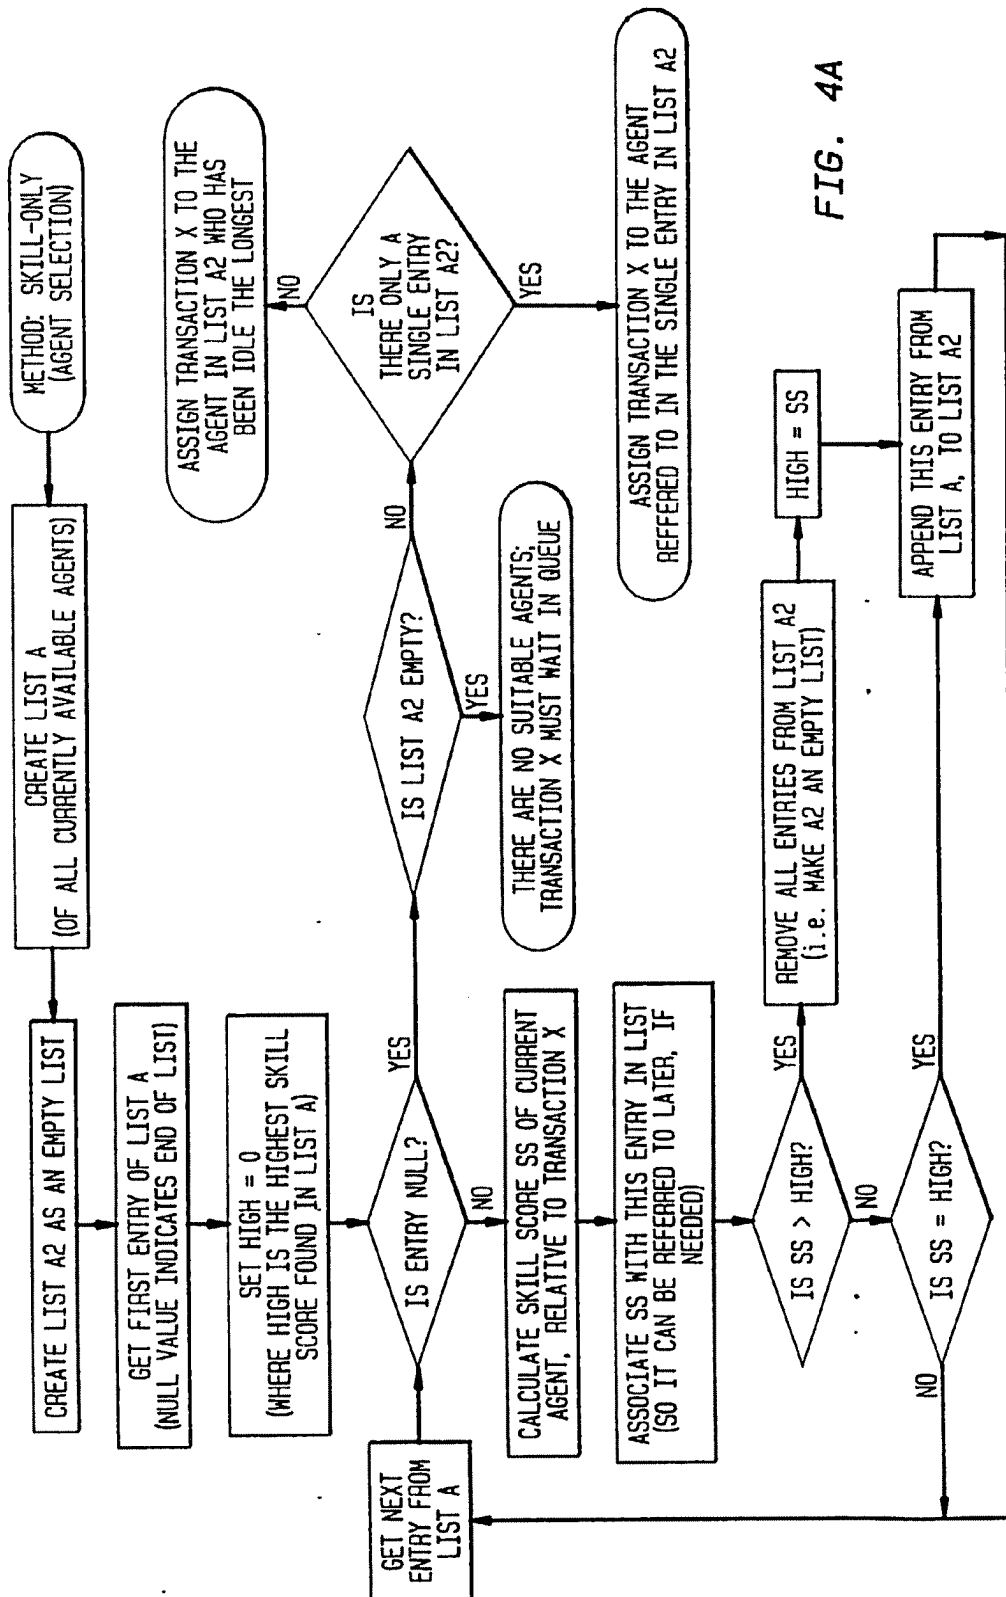 METHOD: SKILL-ONLY
(AGENT SELECTION)
CREATE LIST A
(OF ALL CURRENTLY AVAILABLE AGENTS)
CREATE LIST A2 AS AN EMPTY LIST
GET FIRST ENTRY OF LIST A
(NULL VALUE INDICATES END OF LIST)
SET HIGH = 0
(WHERE HIGH IS THE HIGHEST SKILL
SCORE FOUND IN LIST A)
GET NEXT
ENTRY FROM
LIST A
IS ENTRY NULL?
YES
NO
IS LIST A2 EMPTY?
NO
YES
THERE ARE NO SUITABLE AGENTS;
TRANSACTION X MUST WAIT IN QUEUE
IS
THERE ONLY A
SINGLE ENTRY
IN LIST A2?
NO
YES
ASSIGN TRANSACTION X TO THE
AGENT IN LIST A2 WHO HAS
BEEN IDLE THE LONGEST
ASSIGN TRANSACTION X TO THE AGENT
REFFERED TO IN THE SINGLE ENTRY IN LIST A2
CALCULATE SKILL SCORE SS OF CURRENT
AGENT, RELATIVE TO TRANSACTION X
ASSOCIATE SS WITH THIS ENTRY IN LIST
(SO IT CAN BE REFERRED TO LATER, IF
NEEDED)
IS SS > HIGH?
YES
NO
REMOVE ALL ENTRIES FROM LIST A2
(i.e. MAKE A2 AN EMPTY LIST)
HIGH = SS
IS SS = HIGH?
YES
NO
APPEND THIS ENTRY FROM
LIST A, TO LIST A2
FIG. 4A